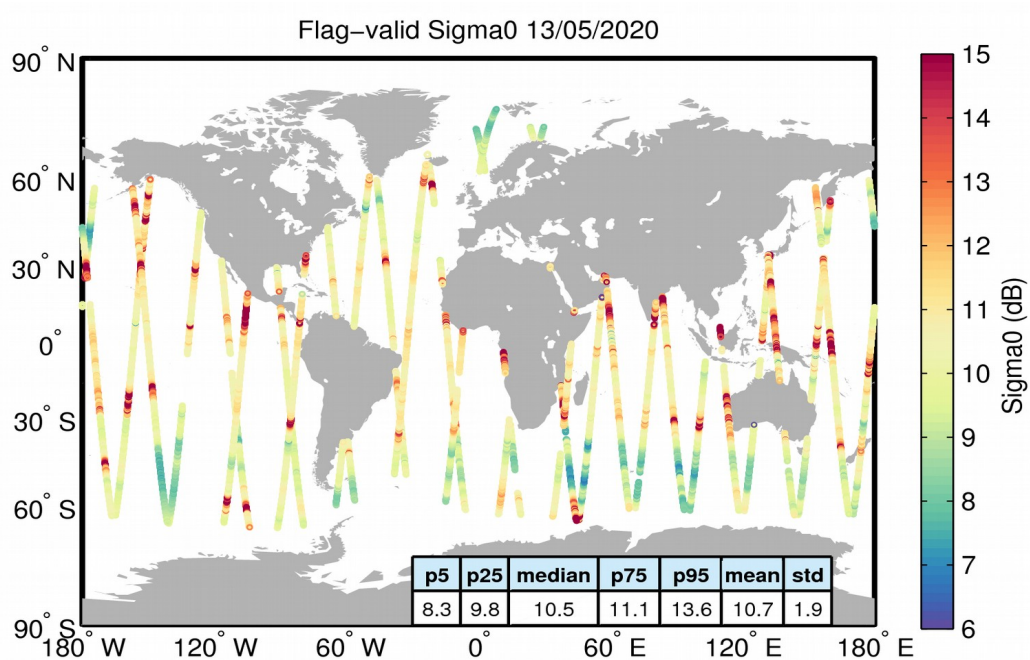 Flag−valid Sigma0 13/05/2020
90° N
60° N
30° N
0°
30° S
60° S
90° S
180° W
120° W
60° W
0°
60° E
120° E
180° E
15
14
13
12
11
10
9
8
7
6
Sigma0 (dB)
p5 p25 median p75 p95 mean std
8.3 9.8 10.5 11.1 13.6 10.7 1.9